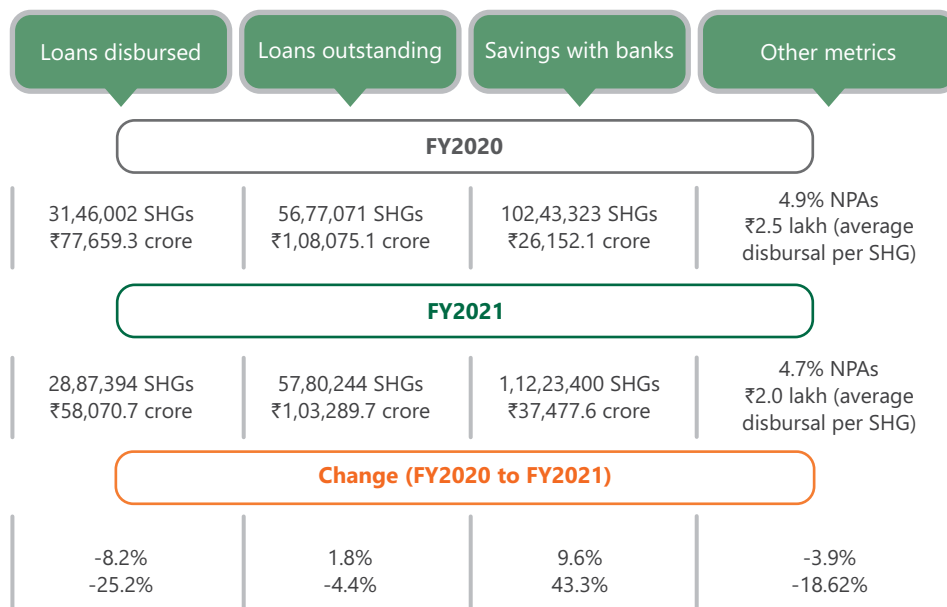 Loans disbursed
Loans outstanding
Savings with banks
Other metrics
FY2020
31,46,002 SHGs
₹77,659.3 crore
56,77,071 SHGs
₹1,08,075.1 crore
102,43,323 SHGs
₹26,152.1 crore
4.9% NPAs
₹2.5 lakh (average
disbursal per SHG)
FY2021
28,87,394 SHGs
₹58,070.7 crore
57,80,244 SHGs
₹1,03,289.7 crore
1,12,23,400 SHGs
₹37,477.6 crore
4.7% NPAs
₹2.0 lakh (average
disbursal per SHG)
Change (FY2020 to FY2021)
-8.2%
-25.2%
1.8%
-4.4%
9.6%
43.3%
-3.9%
-18.62%